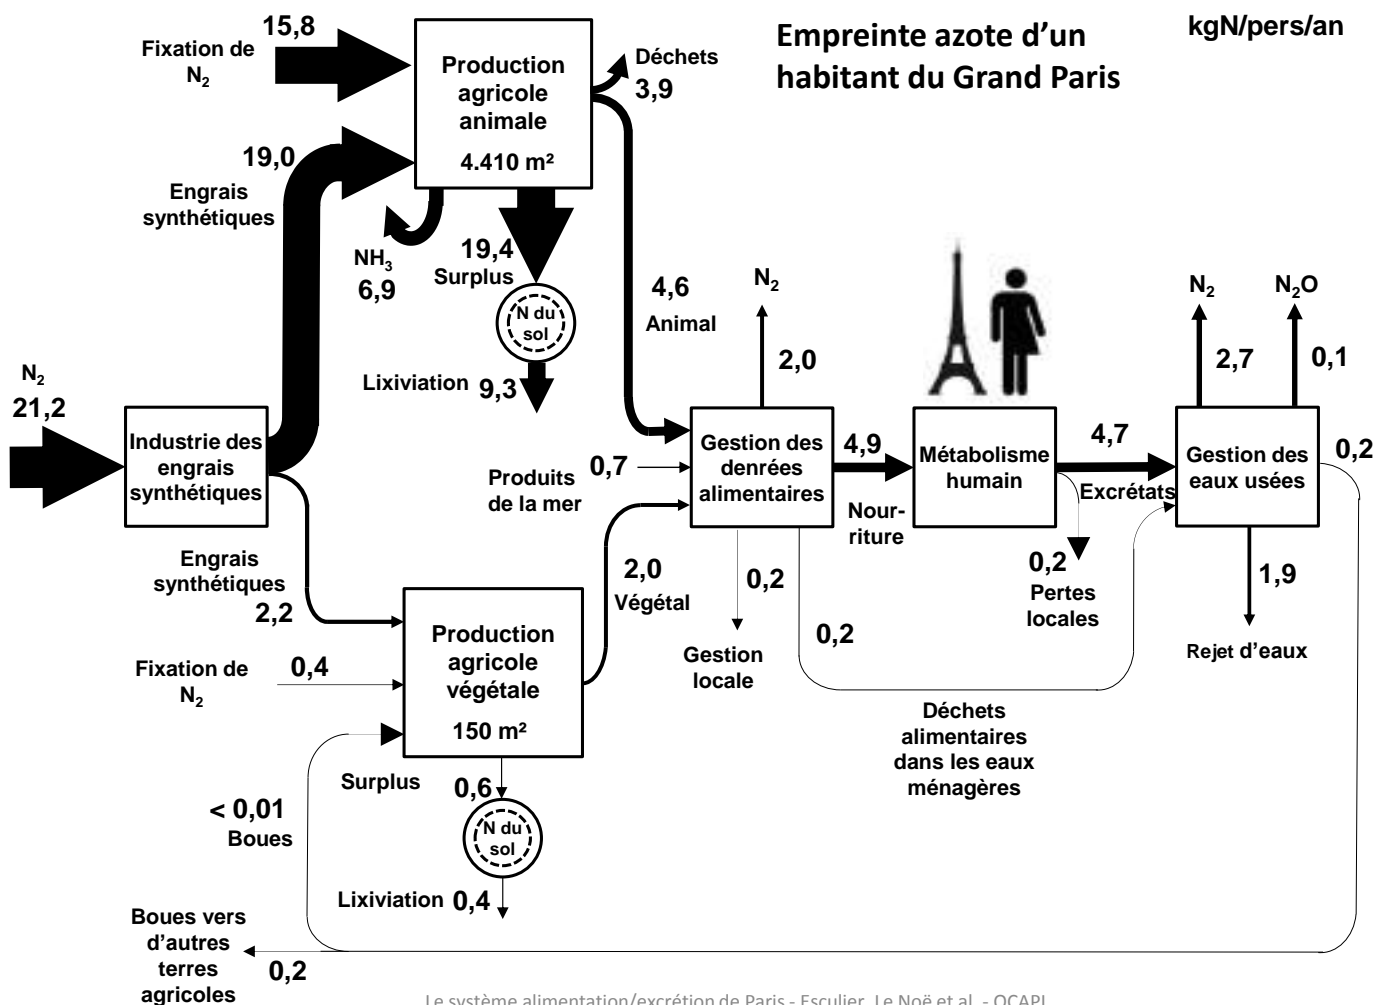 15,8
Fixation de
N₂
Production
agricole
animale
4.410 m²
Déchets
3,9
Empreinte azote d'un
habitant du Grand Paris
kgN/pers/an
19,0
Engrais
synthétiques
NH₃
6,9
19,4
Surplus
N du
sol
Lixiviation
9,3
4,6
Animal
N₂
2,0
N₂
2,7
N₂O
0,1
N₂
21,2
Industrie des
engrais
synthétiques
Produits
de la mer
0,7
Gestion des
denrées
alimentaires
4,9
Nour-
riture
Métabolisme
humain
4,7
Excrétats
Gestion des
eaux usées
0,2
Engrais
synthétiques
2,2
Fixation de
N₂
0,4
Production
agricole
végétale
150 m²
2,0
Végétal
0,2
Gestion
locale
0,2
0,2
Pertes
locales
1,9
Rejet d'eaux
Déchets
alimentaires
dans les eaux
ménagères
Surplus
0,6
N du
sol
Lixiviation
0,4
< 0,01
Boues
Boues vers
d'autres
terres
agricoles
0,2
Le système alimentation/excrétion de Paris - Esculier, Le Noë et al. - OCAPI